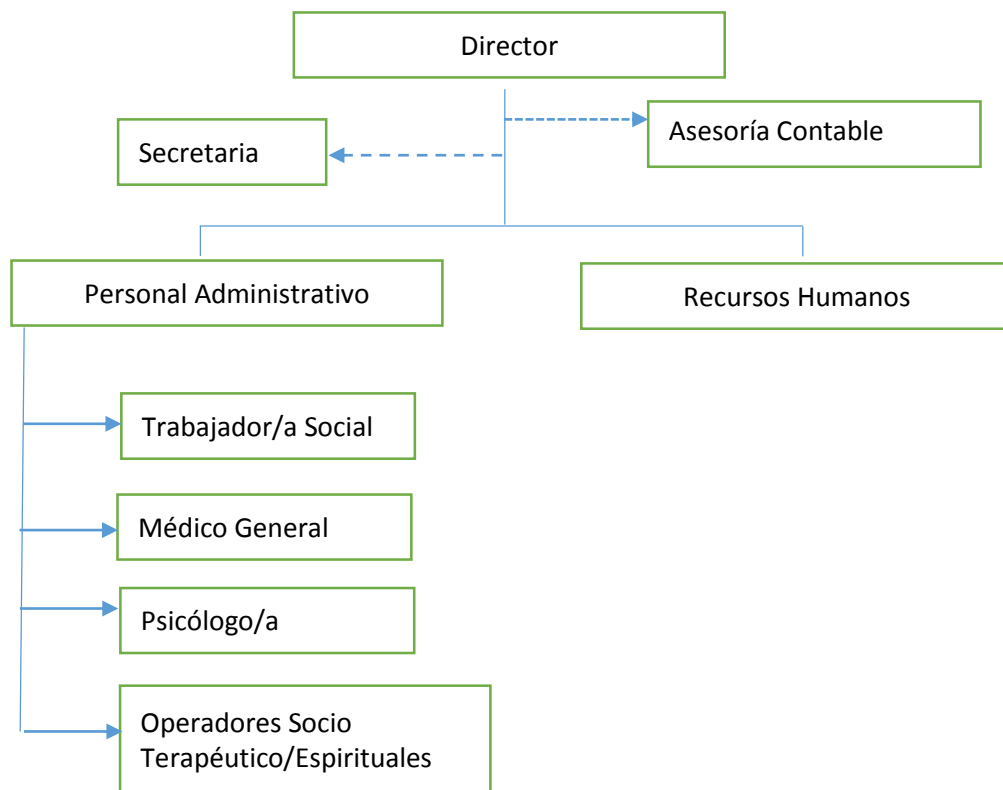 Director
Asesoría Contable
Secretaria
Personal Administrativo
Recursos Humanos
Trabajador/a Social
Médico General
Psicólogo/a
Operadores Socio
Terapéutico/Espirituales